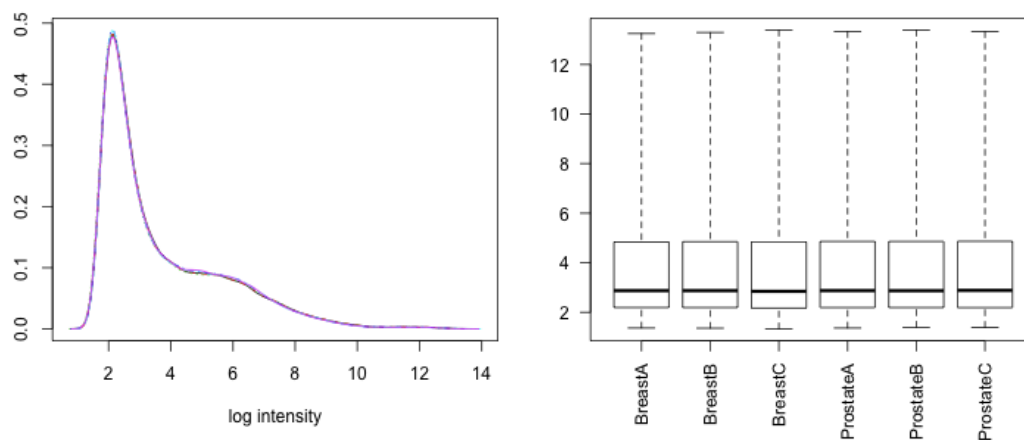 0.5
0.4
0.3
0.2
0.1
0.0
2 4 6 8 10 12 14
log intensity
12
10
8
6
4
2
BreastA
BreastB
BreastC
ProstateA
ProstateB
ProstateC